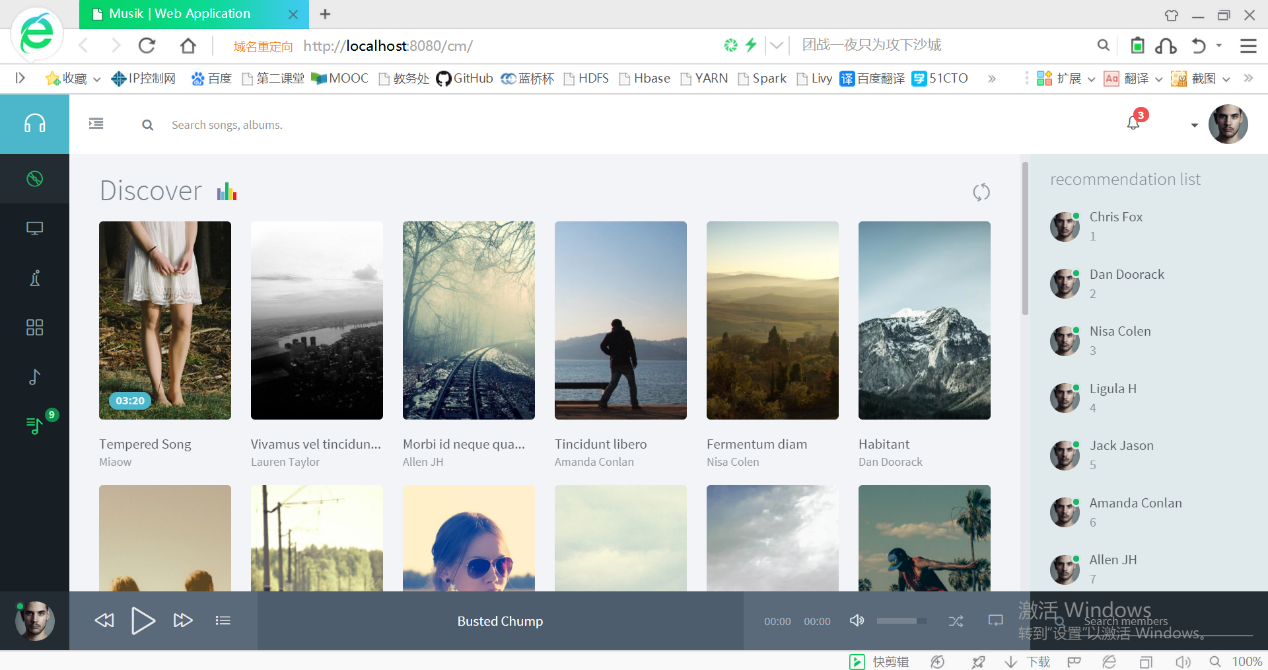 Musik | Web Application
域名重定向 http://localhost:8080/cm/ 团战一夜只为攻下沙城
收藏 IP控制网 百度 第二课堂 MOOC 教务处 GitHub 蓝桥杯 HDFS Hbase YARN Spark Livy 译 百度翻译 学 51CTO » 扩展 Aa 翻译 截图 »
Search songs, albums.
3
Discover
recommendation list
Chris Fox
1
Dan Doorack
2
Nisa Colen
3
Ligula H
4
Jack Jason
5
Amanda Conlan
6
Allen JH
7
9
03:20
Tempered Song
Miaow
Vivamus vel tincidun...
Lauren Taylor
Morbi id neque qua...
Allen JH
Tincidunt libero
Amanda Conlan
Fermentum diam
Nisa Colen
Habitant
Dan Doorack
Busted Chump
00:00 00:00
Search members
激活 Windows
转到"设置"以激活 Windows。
快剪辑 下载 100%